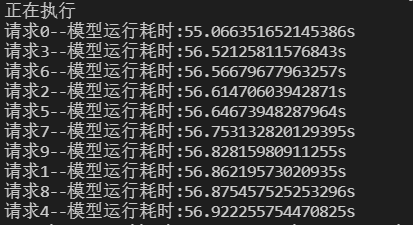 正在执行
请求0--模型运行耗时:55.066351652145386s
请求3--模型运行耗时:56.52125811576843s
请求6--模型运行耗时:56.56679677963257s
请求2--模型运行耗时:56.61470603942871s
请求5--模型运行耗时:56.64673948287964s
请求7--模型运行耗时:56.753132820129395s
请求9--模型运行耗时:56.82815980911255s
请求1--模型运行耗时:56.86219573020935s
请求8--模型运行耗时:56.875457525253296s
请求4--模型运行耗时:56.922255754470825s